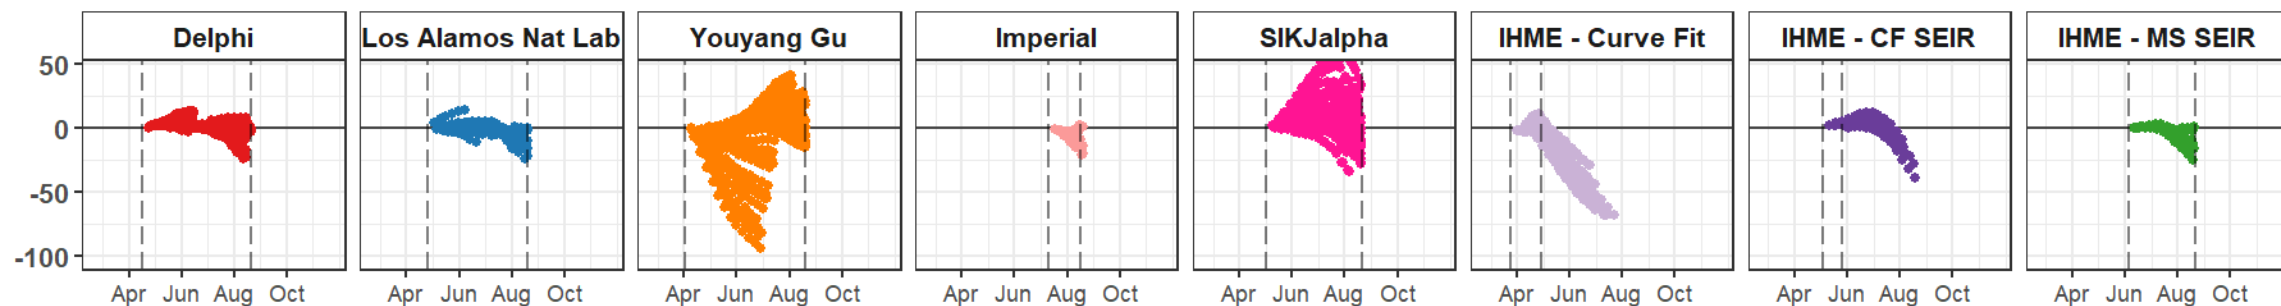 Delphi Los Alamos Nat Lab Youyang Gu Imperial SIKJalpha IHME - Curve Fit IHME - CF SEIR IHME - MS SEIR
50
0
-50
-100
Apr Jun Aug Oct Apr Jun Aug Oct Apr Jun Aug Oct Apr Jun Aug Oct Apr Jun Aug Oct Apr Jun Aug Oct Apr Jun Aug Oct Apr Jun Aug Oct